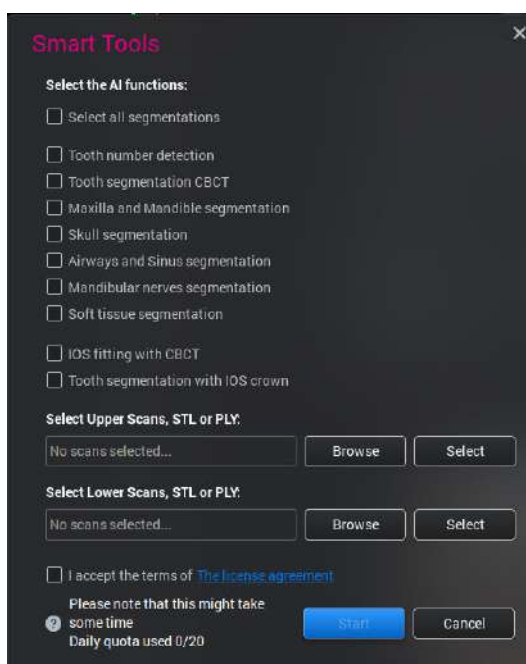 Smart Tools
Select the AI functions:
Select all segmentations
Tooth number detection
Tooth segmentation CBCT
Maxilla and Mandible segmentation
Skull segmentation
Airways and Sinus segmentation
Mandibular nerves segmentation
Soft tissue segmentation
IOS fitting with CBCT
Tooth segmentation with IOS crown
Select Upper Scans, STL or PLY:
No scans selected... Browse Select
Select Lower Scans, STL or PLY:
No scans selected... Browse Select
I accept the terms of The license agreement
Please note that this might take
some time
Daily quota used 0/20
Start Cancel